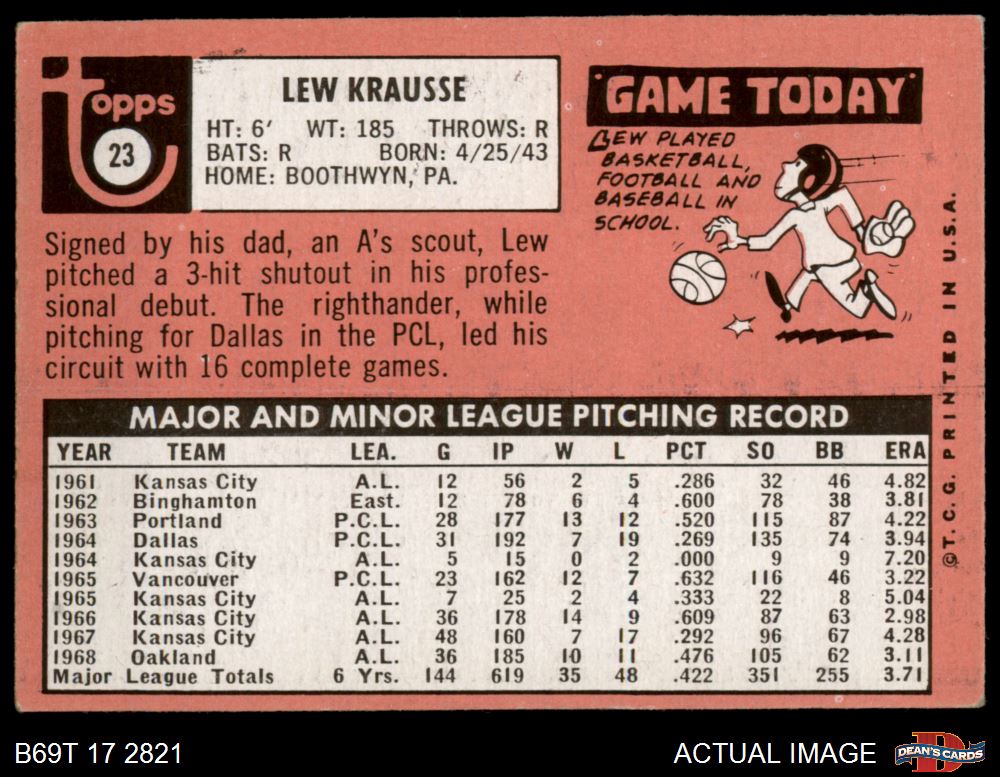 Topps
23
LEW KRAUSSE
HT: 6' WT: 185 THROWS: R
BATS: R BORN: 4/25/43
HOME: BOOTHWYN, PA.
"GAME TODAY"
LEW PLAYED
BASKETBALL,
FOOTBALL AND
BASEBALL IN
SCHOOL.
Signed by his dad, an A's scout, Lew
pitched a 3-hit shutout in his profes-
sional debut. The righthander, while
pitching for Dallas in the PCL, led his
circuit with 16 complete games.
MAJOR AND MINOR LEAGUE PITCHING RECORD
YEAR TEAM LEA. G IP W L PCT SO BB ERA
1961 Kansas City A.L. 12 56 2 5 .286 32 46 4.82
1962 Binghamton East. 12 78 6 4 .600 78 38 3.81
1963 Portland P.C.L. 28 177 13 12 .520 115 87 4.22
1964 Dallas P.C.L. 31 192 7 19 .269 135 74 3.94
1964 Kansas City A.L. 5 15 0 2 .000 9 9 7.20
1965 Vancouver P.C.L. 23 162 12 7 .632 116 46 3.22
1965 Kansas City A.L. 7 25 2 4 .333 22 8 5.04
1966 Kansas City A.L. 36 178 14 9 .609 87 63 2.98
1967 Kansas City A.L. 48 160 7 17 .292 96 67 4.28
1968 Oakland A.L. 36 185 10 11 .476 105 62 3.11
Major League Totals 6 Yrs. 144 619 35 48 .422 351 255 3.71
©T. C. G. PRINTED IN U.S.A.
B69T 17 2821
ACTUAL IMAGE
D
DEAN'S CARDS